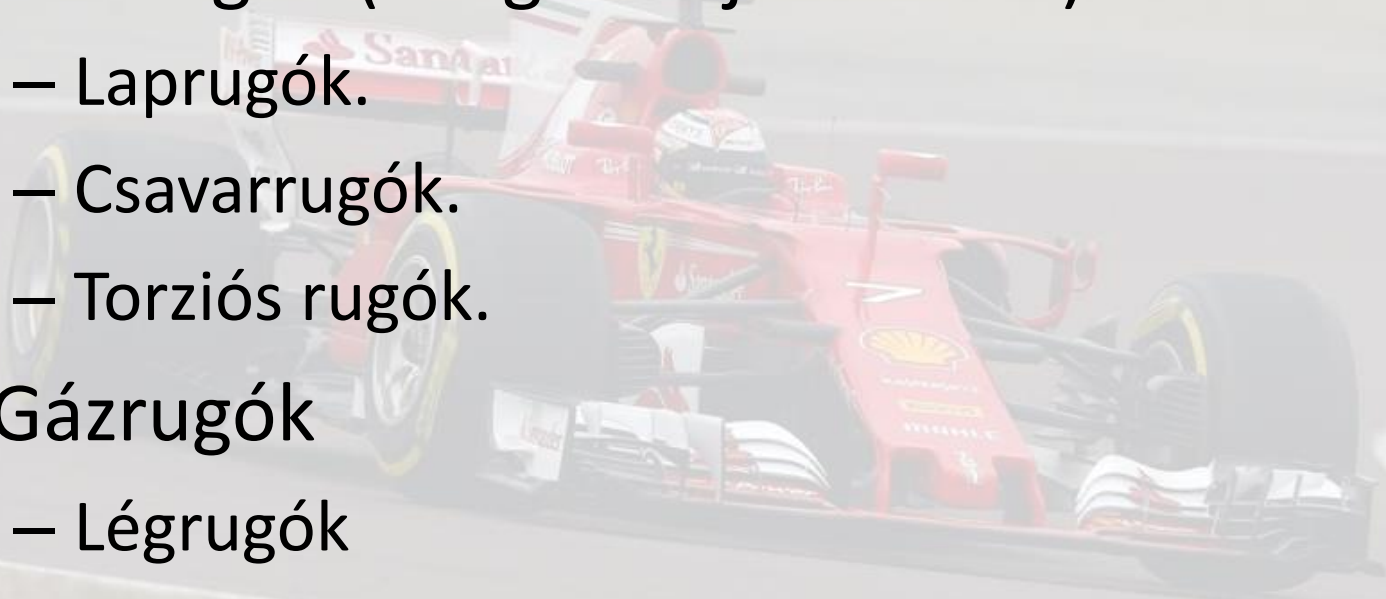 – Laprugók.
– Csavarrugók.
– Torziós rugók.
Gázrugók
– Légrugók